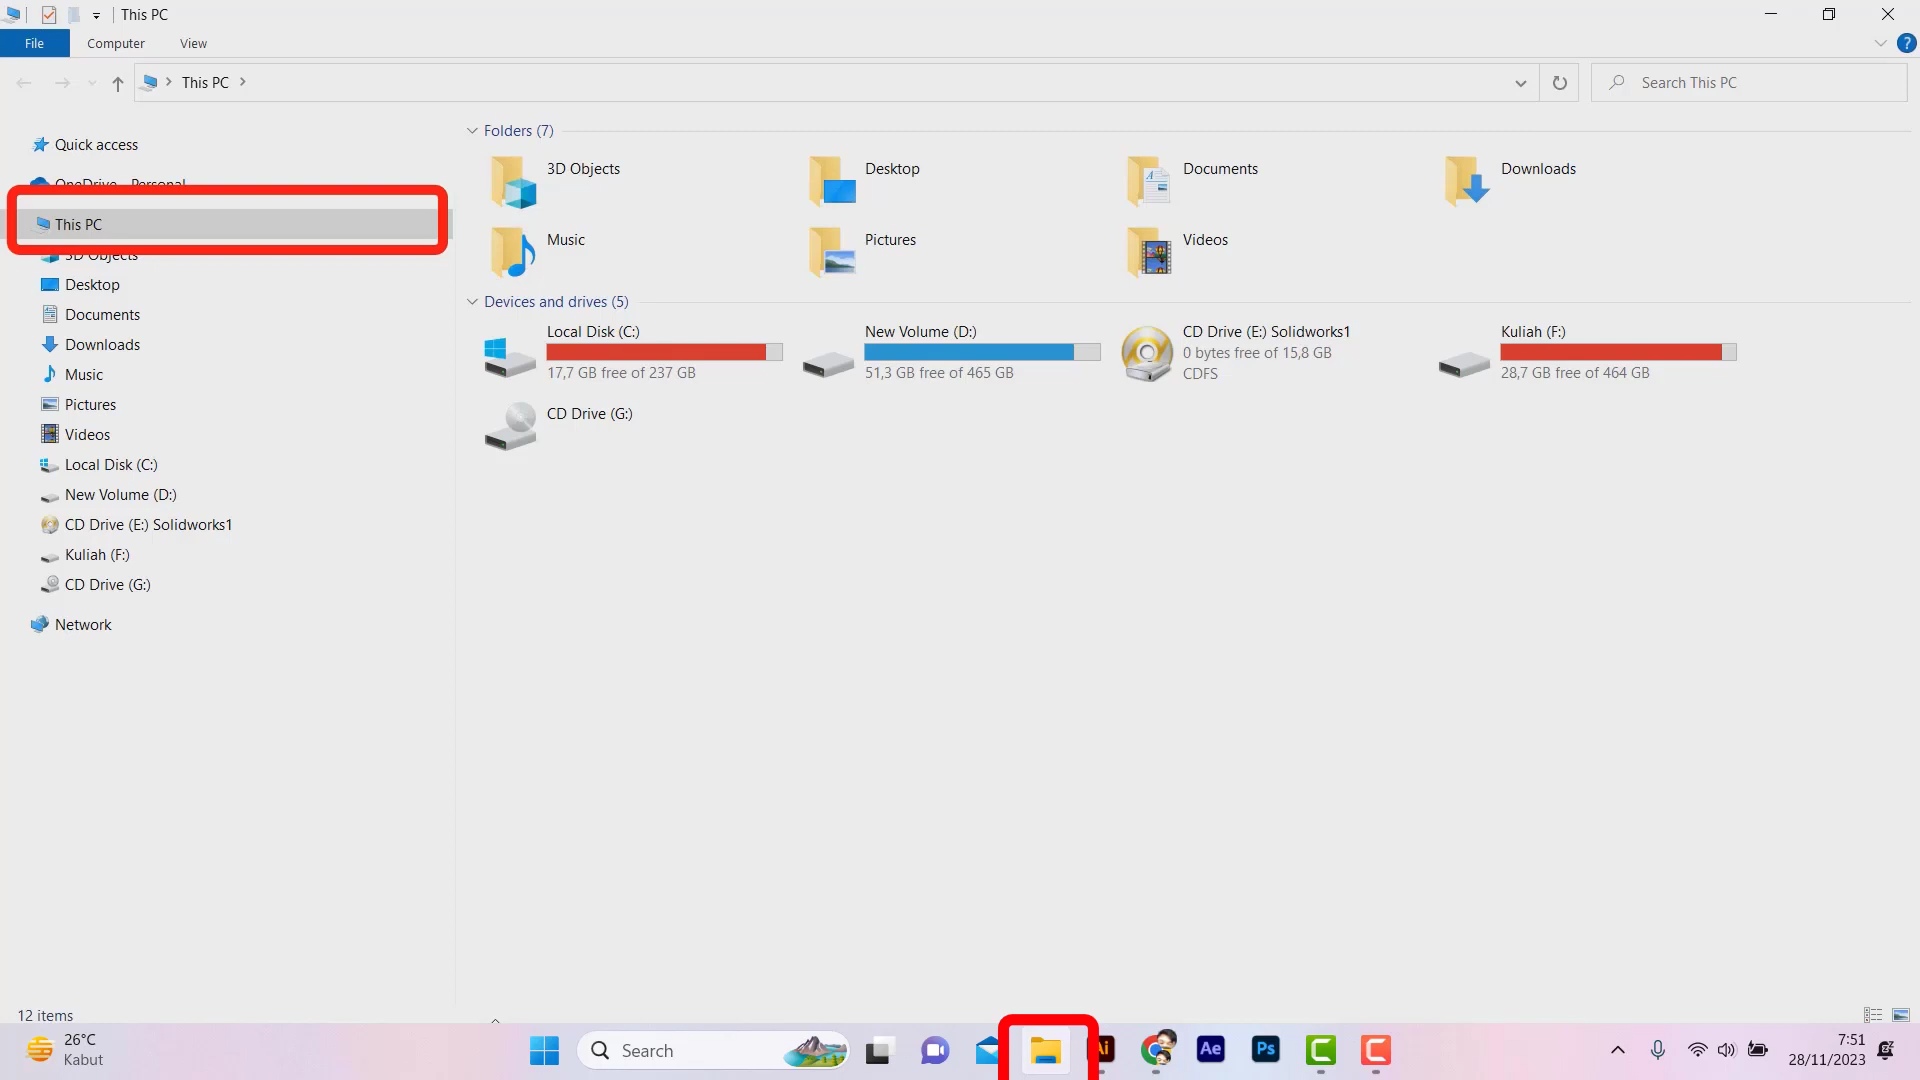 This PC
File
Computer
View
?
This PC
Search This PC
Quick access
OneDrive - Personal
This PC
3D Objects
Desktop
Documents
Downloads
Music
Pictures
Videos
Local Disk (C:)
New Volume (D:)
CD Drive (E:) Solidworks1
Kuliah (F:)
CD Drive (G:)
Network
Folders (7)
3D Objects
Desktop
Documents
Downloads
Music
Pictures
Videos
Devices and drives (5)
Local Disk (C:)
17,7 GB free of 237 GB
New Volume (D:)
51,3 GB free of 465 GB
CD Drive (E:) Solidworks1
0 bytes free of 15,8 GB
CDFS
Kuliah (F:)
28,7 GB free of 464 GB
CD Drive (G:)
12 items
26°C
Kabut
Search
Ai
Ae
Ps
7:51
28/11/2023